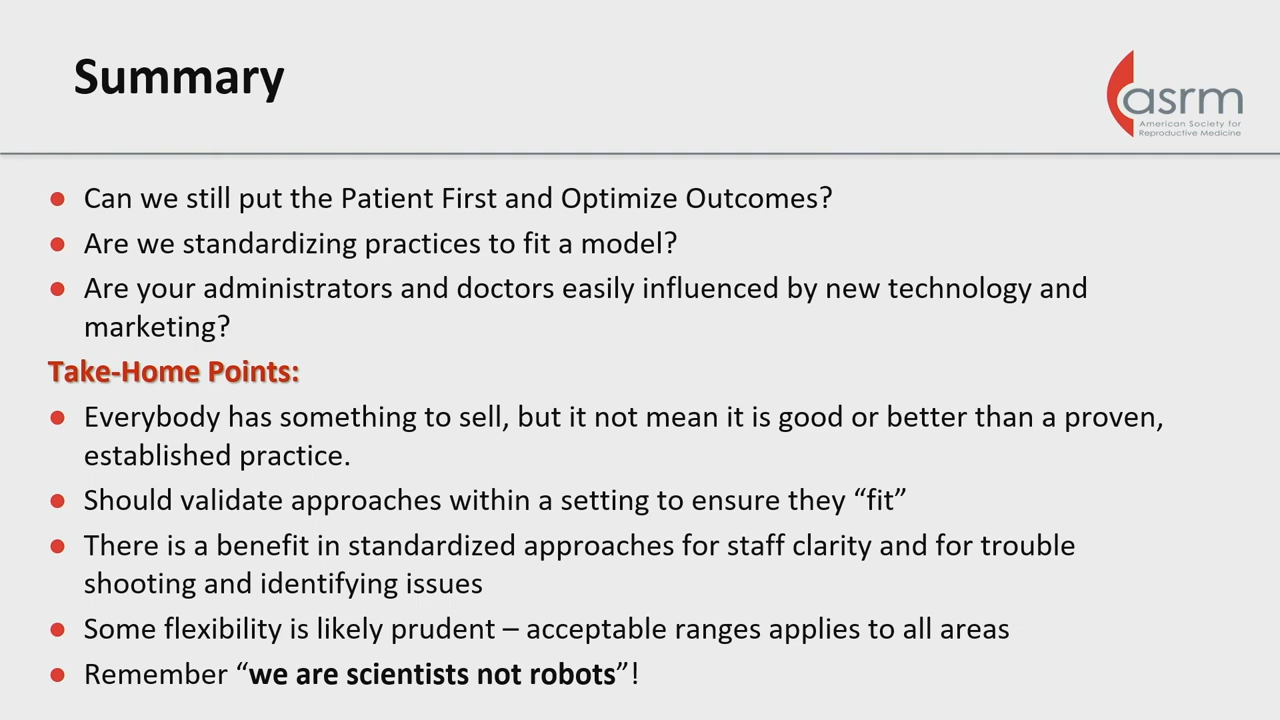 Summary
asrm
American Society for
Reproductive Medicine
● Can we still put the Patient First and Optimize Outcomes?
● Are we standardizing practices to fit a model?
● Are your administrators and doctors easily influenced by new technology and
marketing?
Take-Home Points:
● Everybody has something to sell, but it not mean it is good or better than a proven,
established practice.
● Should validate approaches within a setting to ensure they “fit”
● There is a benefit in standardized approaches for staff clarity and for trouble
shooting and identifying issues
● Some flexibility is likely prudent – acceptable ranges applies to all areas
● Remember “we are scientists not robots”!